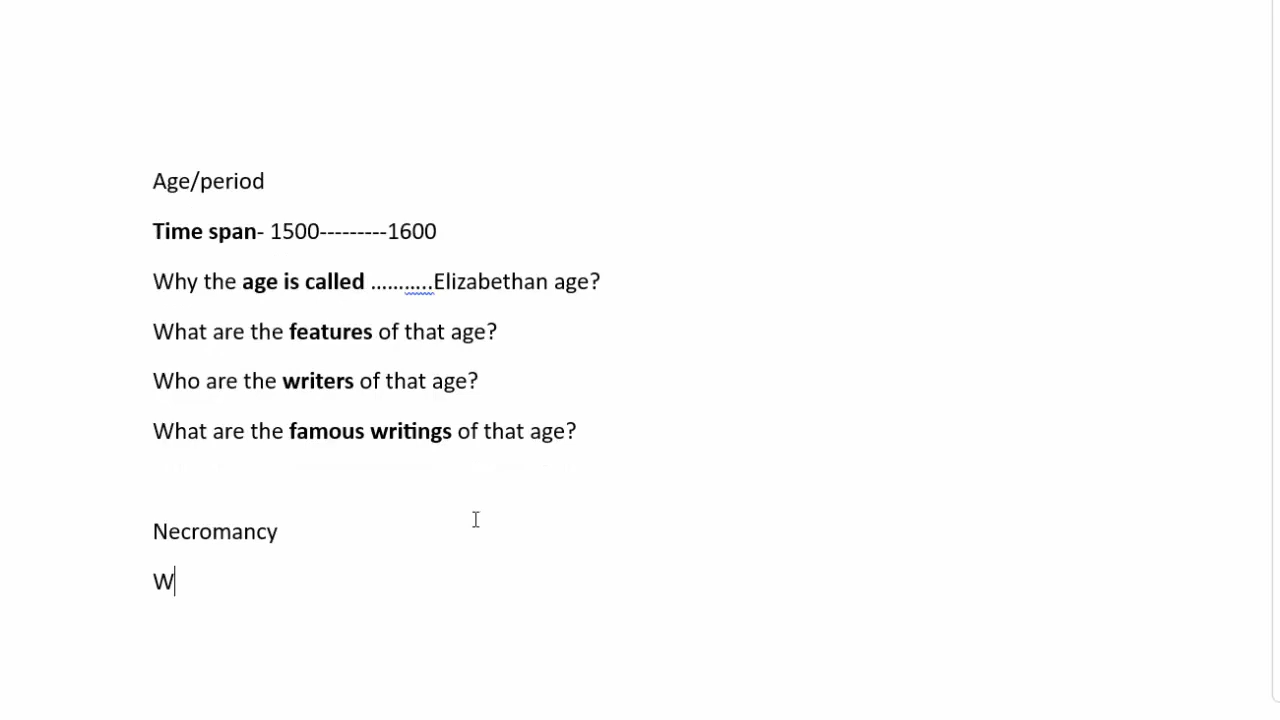 Age/period
Time span- 1500---------1600
Why the age is called ...........Elizabethan age?
What are the features of that age?
Who are the writers of that age?
What are the famous writings of that age?
Necromancy
W